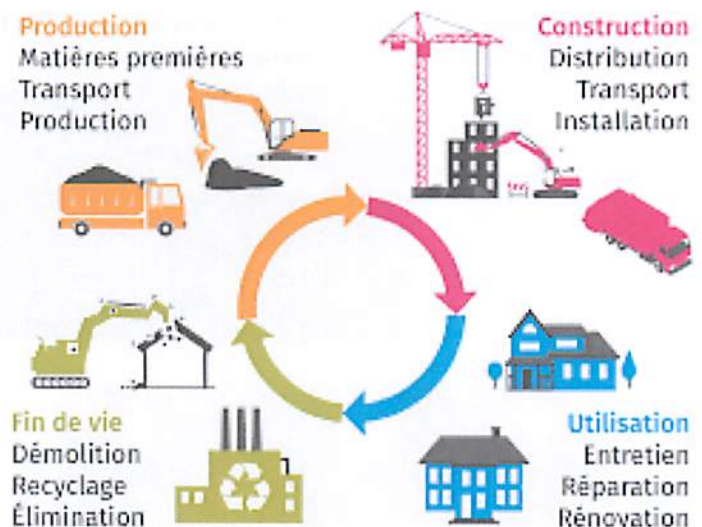 Production
Matières premières
Transport
Production
Construction
Distribution
Transport
Installation
Fin de vie
Démolition
Recyclage
Élimination
Utilisation
Entretien
Réparation
Rénovation